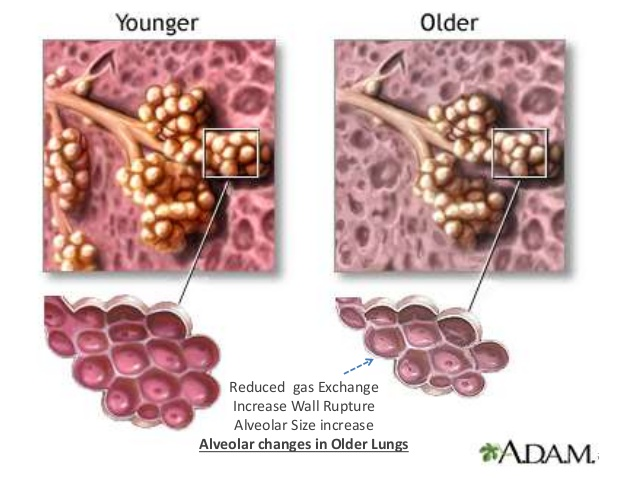 Younger
Older
Reduced gas Exchange
Increase Wall Rupture
Alveolar Size increase
Alveolar changes in Older Lungs
A.D.A.M.